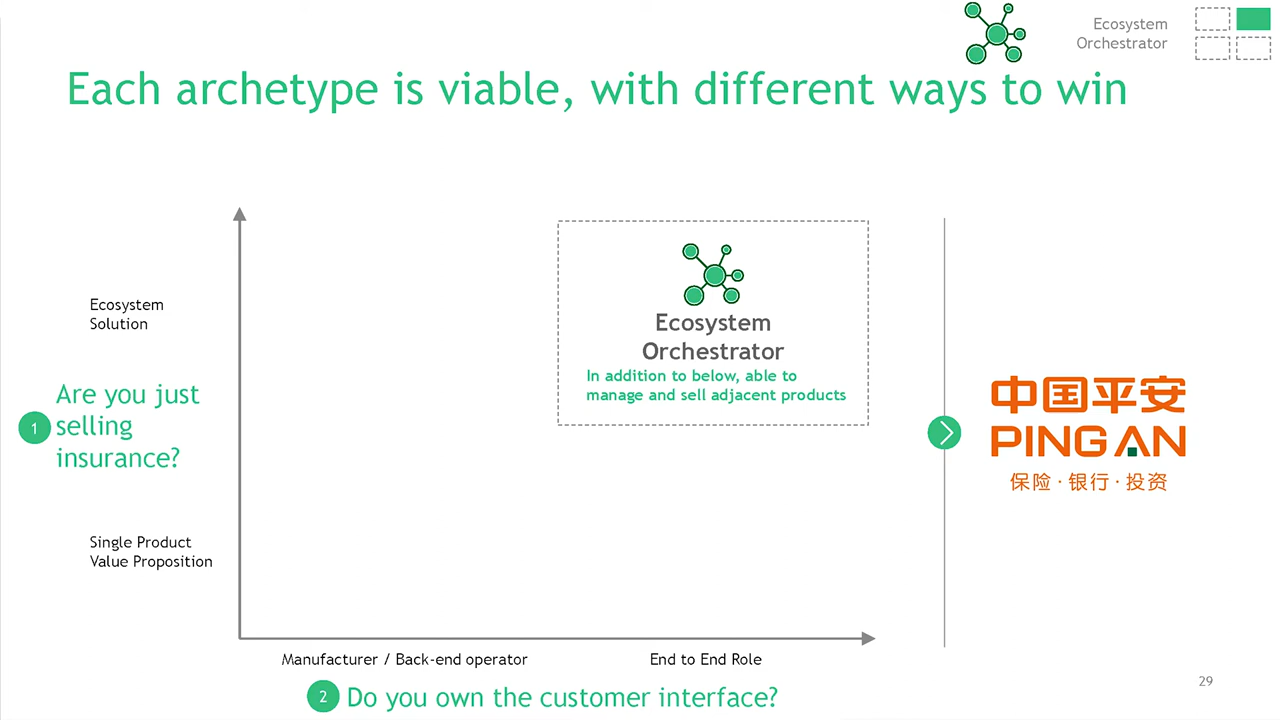 Ecosystem
Orchestrator
Each archetype is viable, with different ways to win
Ecosystem
Solution
Ecosystem
Orchestrator
In addition to below, able to
manage and sell adjacent products
1
Are you just
selling
insurance?
中国平安
PING AN
保险·银行·投资
Single Product
Value Proposition
Manufacturer / Back-end operator
End to End Role
2 Do you own the customer interface?
29